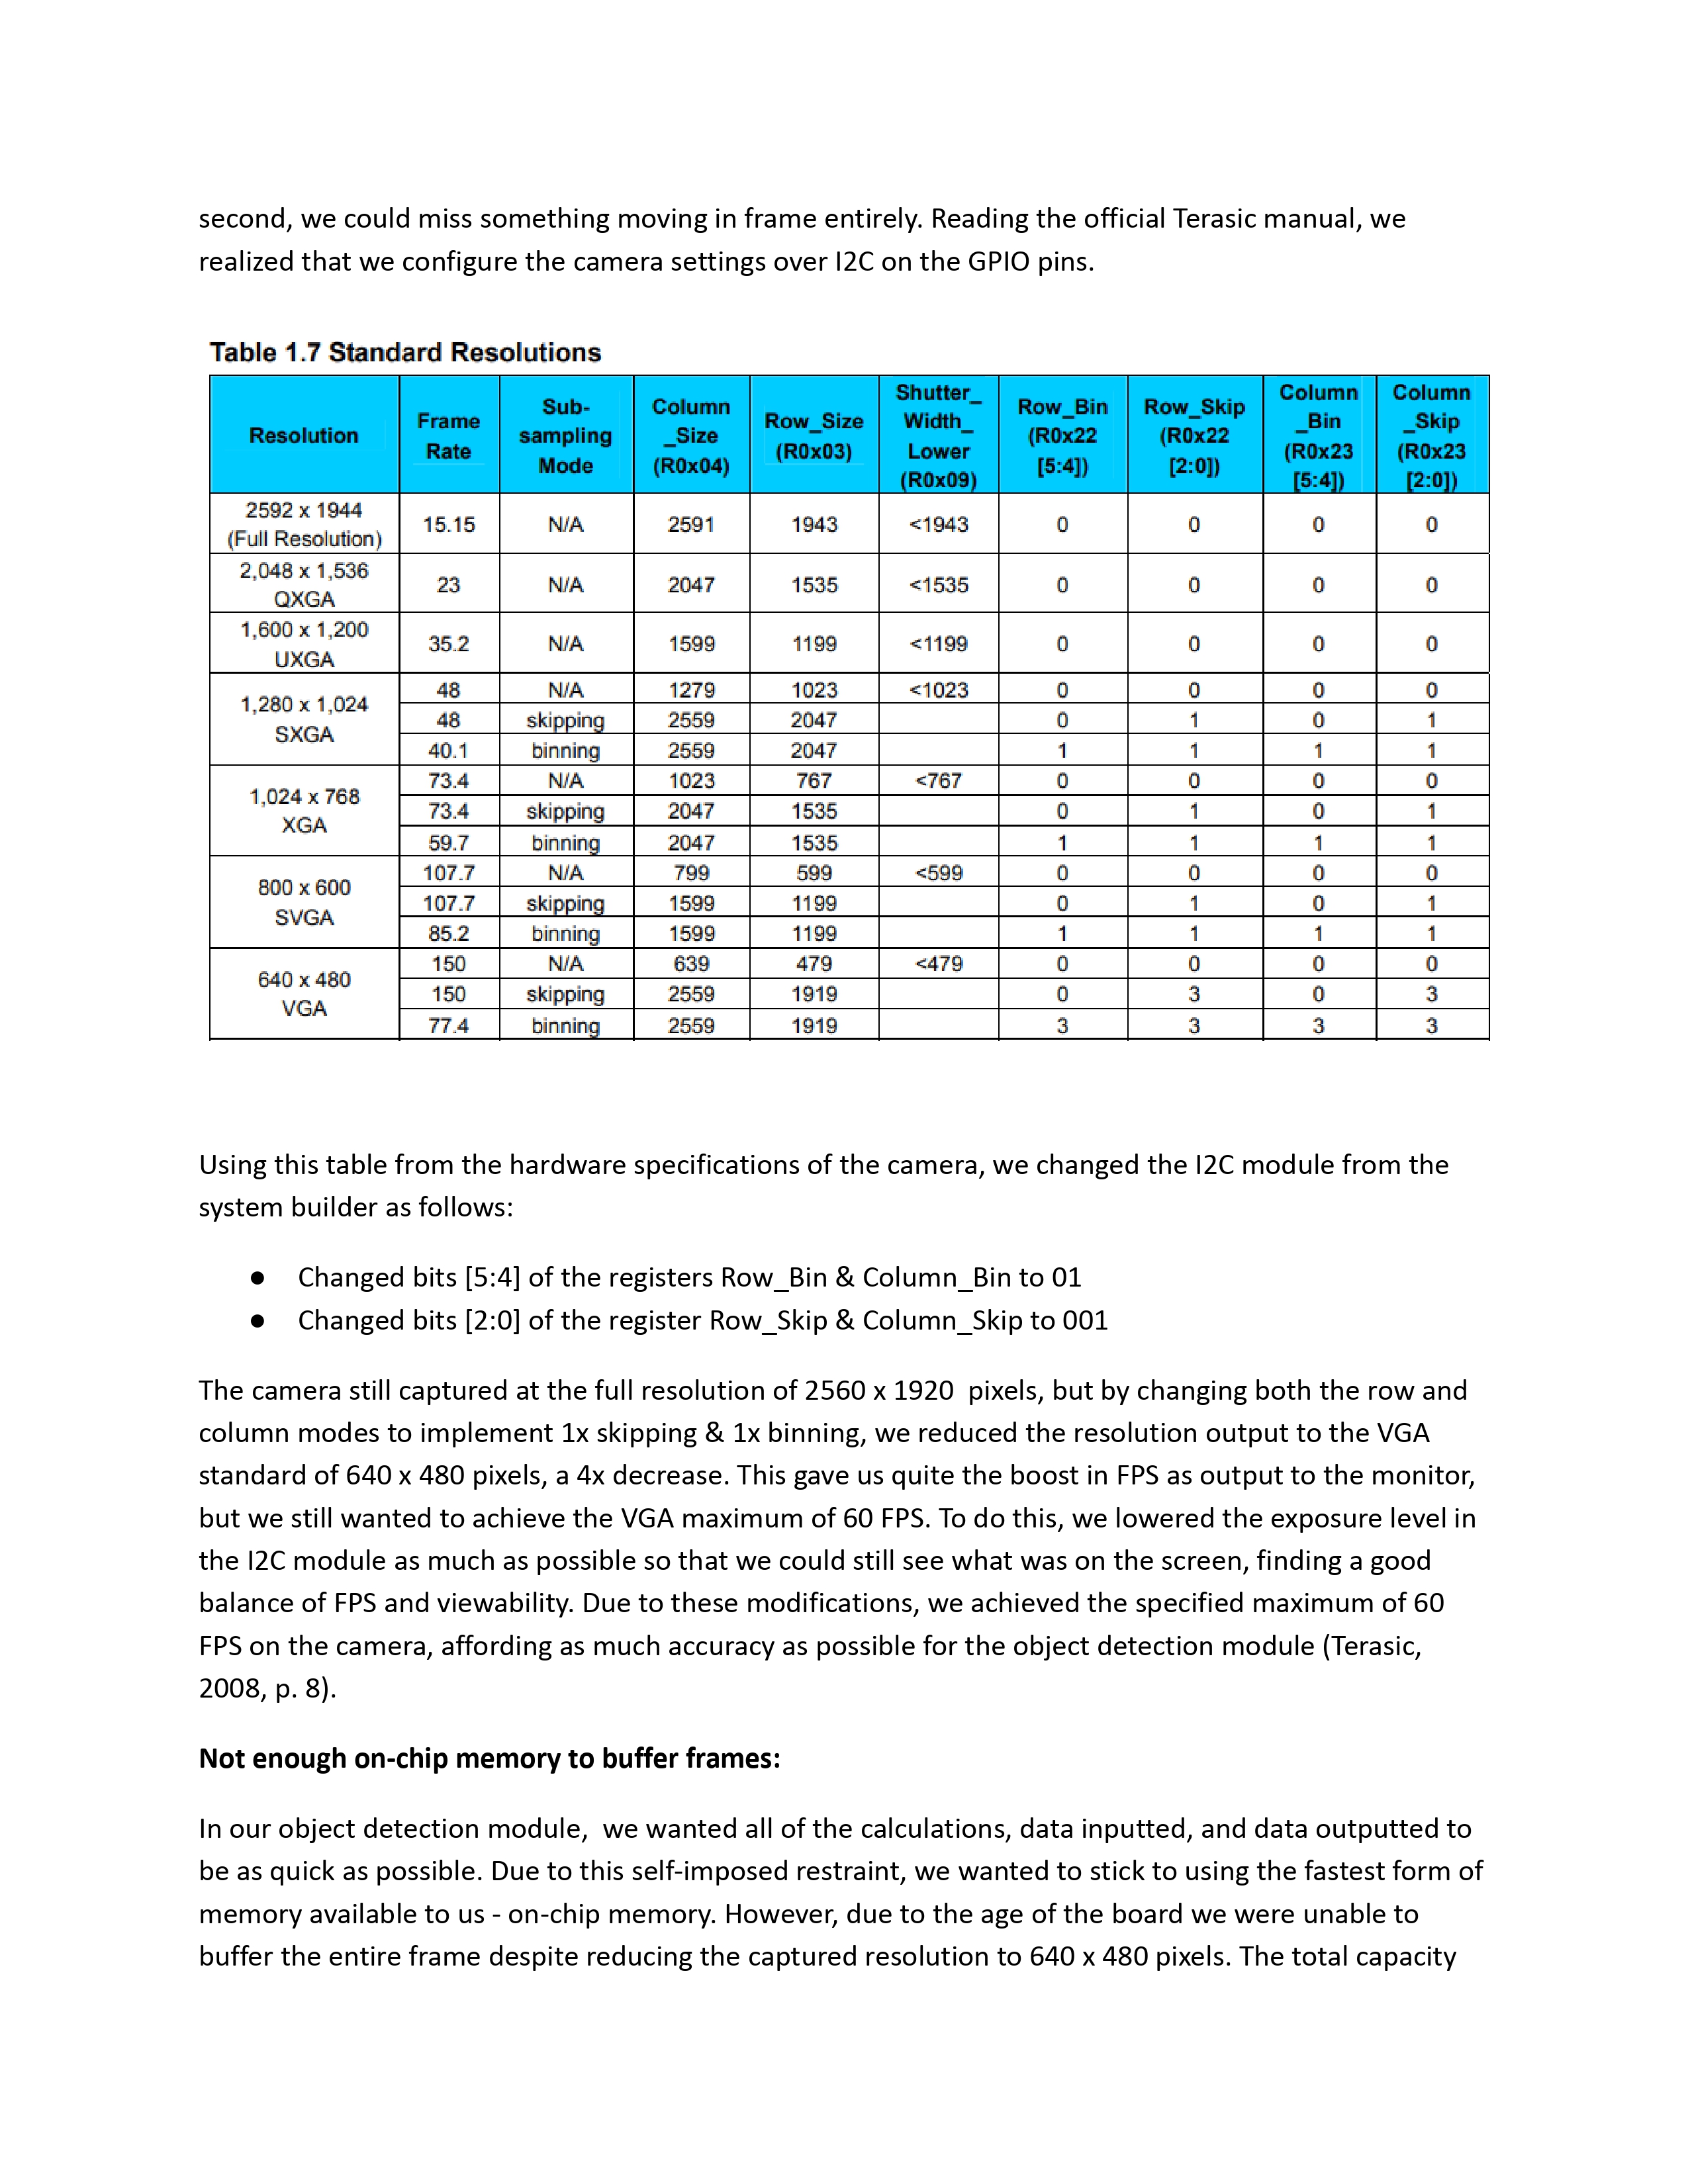 second, we could miss something moving in frame entirely. Reading the official Terasic manual, we
realized that we configure the camera settings over I2C on the GPIO pins.
Table 1.7 Standard Resolutions
Resolution | Frame Rate | Sub-sampling Mode | Column_Size (R0x04) | Row_Size (R0x03) | Shutter_Width_Lower (R0x09) | Row_Bin (R0x22 [5:4]) | Row_Skip (R0x22 [2:0]) | Column_Bin (R0x23 [5:4]) | Column_Skip (R0x23 [2:0])
2592 x 1944 (Full Resolution) | 15.15 | N/A | 2591 | 1943 | <1943 | 0 | 0 | 0 | 0
2,048 x 1,536 QXGA | 23 | N/A | 2047 | 1535 | <1535 | 0 | 0 | 0 | 0
1,600 x 1,200 UXGA | 35.2 | N/A | 1599 | 1199 | <1199 | 0 | 0 | 0 | 0
1,280 x 1,024 SXGA | 48 | N/A | 1279 | 1023 | <1023 | 0 | 0 | 0 | 0
48 | skipping | 2559 | 2047 | | 0 | 1 | 0 | 1
40.1 | binning | 2559 | 2047 | | 1 | 1 | 1 | 1
1,024 x 768 XGA | 73.4 | N/A | 1023 | 767 | <767 | 0 | 0 | 0 | 0
73.4 | skipping | 2047 | 1535 | | 0 | 1 | 0 | 1
59.7 | binning | 2047 | 1535 | | 1 | 1 | 1 | 1
800 x 600 SVGA | 107.7 | N/A | 799 | 599 | <599 | 0 | 0 | 0 | 0
107.7 | skipping | 1599 | 1199 | | 0 | 1 | 0 | 1
85.2 | binning | 1599 | 1199 | | 1 | 1 | 1 | 1
640 x 480 VGA | 150 | N/A | 639 | 479 | <479 | 0 | 0 | 0 | 0
150 | skipping | 2559 | 1919 | | 0 | 3 | 0 | 3
77.4 | binning | 2559 | 1919 | | 3 | 3 | 3 | 3
Using this table from the hardware specifications of the camera, we changed the I2C module from the
system builder as follows:
● Changed bits [5:4] of the registers Row_Bin & Column_Bin to 01
● Changed bits [2:0] of the register Row_Skip & Column_Skip to 001
The camera still captured at the full resolution of 2560 x 1920  pixels, but by changing both the row and
column modes to implement 1x skipping & 1x binning, we reduced the resolution output to the VGA
standard of 640 x 480 pixels, a 4x decrease. This gave us quite the boost in FPS as output to the monitor,
but we still wanted to achieve the VGA maximum of 60 FPS. To do this, we lowered the exposure level in
the I2C module as much as possible so that we could still see what was on the screen, finding a good
balance of FPS and viewability. Due to these modifications, we achieved the specified maximum of 60
FPS on the camera, affording as much accuracy as possible for the object detection module (Terasic,
2008, p. 8).
Not enough on-chip memory to buffer frames:
In our object detection module,  we wanted all of the calculations, data inputted, and data outputted to
be as quick as possible. Due to this self-imposed restraint, we wanted to stick to using the fastest form of
memory available to us - on-chip memory. However, due to the age of the board we were unable to
buffer the entire frame despite reducing the captured resolution to 640 x 480 pixels. The total capacity